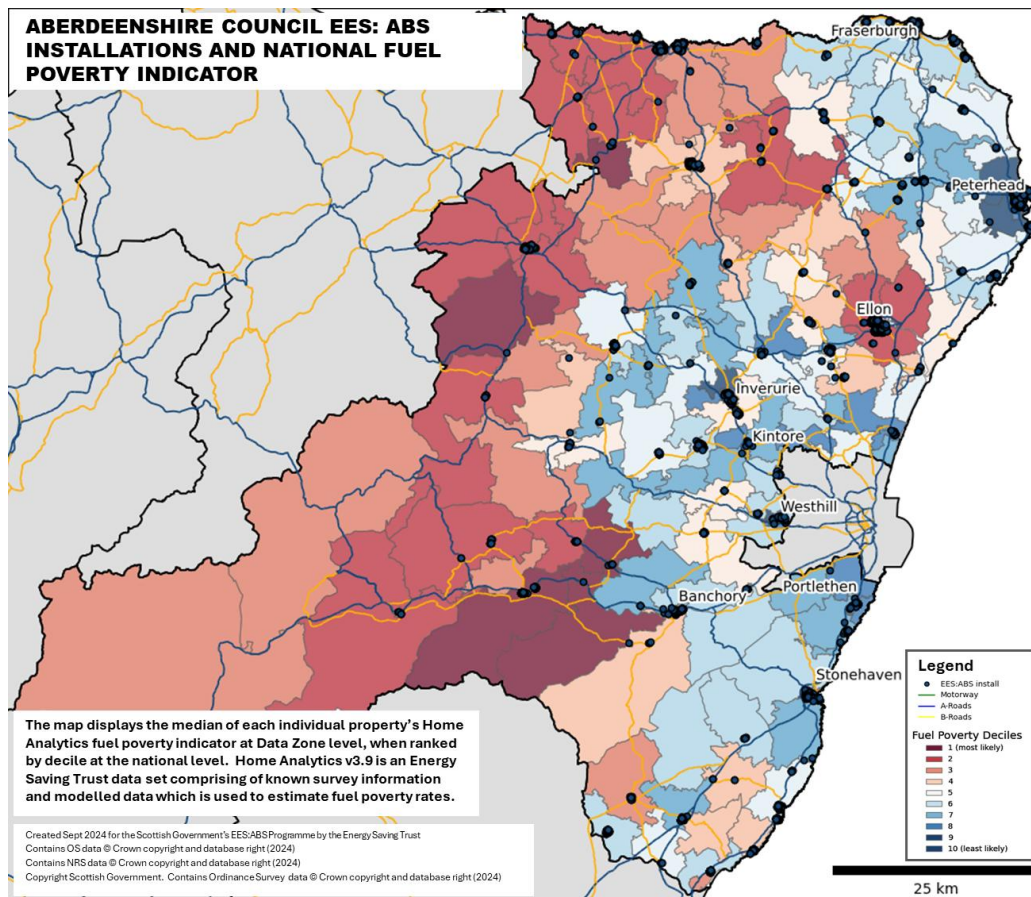 ABERDEENSHIRE COUNCIL EES: ABS
INSTALLATIONS AND NATIONAL FUEL
POVERTY INDICATOR
Fraserburgh
Peterhead
Ellon
Inverurie
Kintore
Westhill
Portlethen
Banchory
Stonehaven
Legend
EES:ABS install
Motorway
A-Roads
B-Roads
Fuel Poverty Deciles
1 (most likely)
2
3
4
5
6
7
8
9
10 (least likely)
25 km
The map displays the median of each individual property's Home
Analytics fuel poverty indicator at Data Zone level, when ranked
by decile at the national level. Home Analytics v3.9 is an Energy
Saving Trust data set comprising of known survey information
and modelled data which is used to estimate fuel poverty rates.
Created Sept 2024 for the Scottish Government's EES:ABS Programme by the Energy Saving Trust
Contains OS data © Crown copyright and database right (2024)
Contains NRS data © Crown copyright and database right (2024)
Copyright Scottish Government. Contains Ordinance Survey data © Crown copyright and database right (2024)